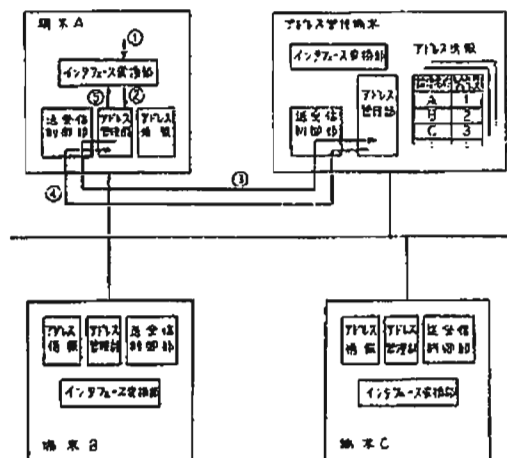 端末A
①
インタフェース変換部
⑤
②
送受信
制御部
アドレス
管理部
アドレス
情報
③
④
アドレス管理端末
インタフェース変換部
アドレス情報
送受信
制御部
アドレス
管理部
A
1
B
2
C
3
アドレス
情報
アドレス
管理部
送受信
制御部
インタフェース変換部
端末B
アドレス
情報
アドレス
管理部
送受信
制御部
インタフェース変換部
端末C